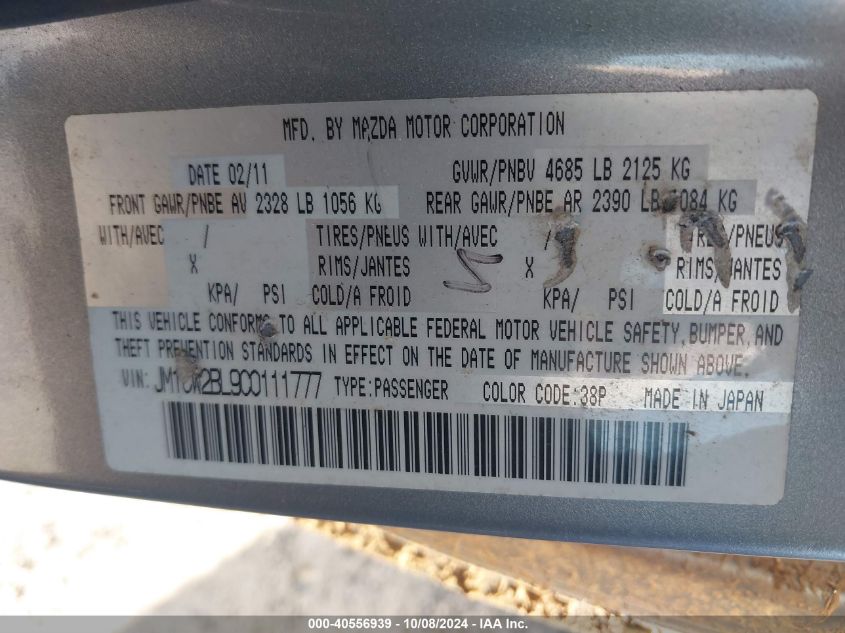 MFD. BY MAZDA MOTOR CORPORATION
DATE 02/11 GVWR/PNBV 4685 LB 2125 KG
FRONT GAWR/PNBE AV 2328 LB 1056 KG REAR GAWR/PNBE AR 2390 LB 1084 KG
WITH/AVEC / TIRES/PNEUS WITH/AVEC / TIRES/PNEUS
X RIMS/JANTES X RIMS/JANTES
KPA/ PSI COLD/A FROID KPA/ PSI COLD/A FROID
THIS VEHICLE CONFORMS TO ALL APPLICABLE FEDERAL MOTOR VEHICLE SAFETY, BUMPER, AND
THEFT PREVENTION STANDARDS IN EFFECT ON THE DATE OF MANUFACTURE SHOWN ABOVE.
VIN: JM1CW2BL9C0111777 TYPE:PASSENGER COLOR CODE:38P MADE IN JAPAN
000-40556939 - 10/08/2024 - IAA Inc.